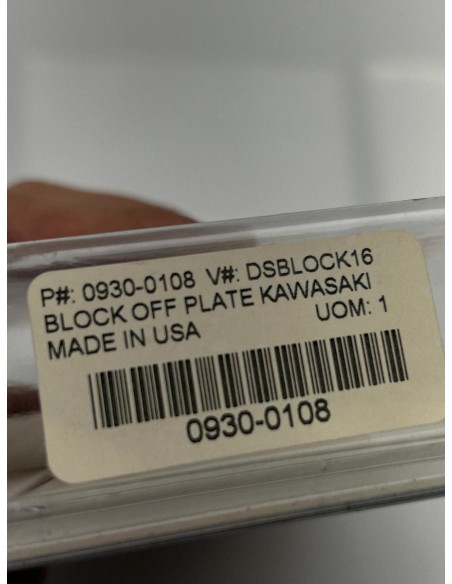 P#: 0930-0108 V#: DSBLOCK16
BLOCK OFF PLATE KAWASAKI
MADE IN USA UOM: 1
0930-0108